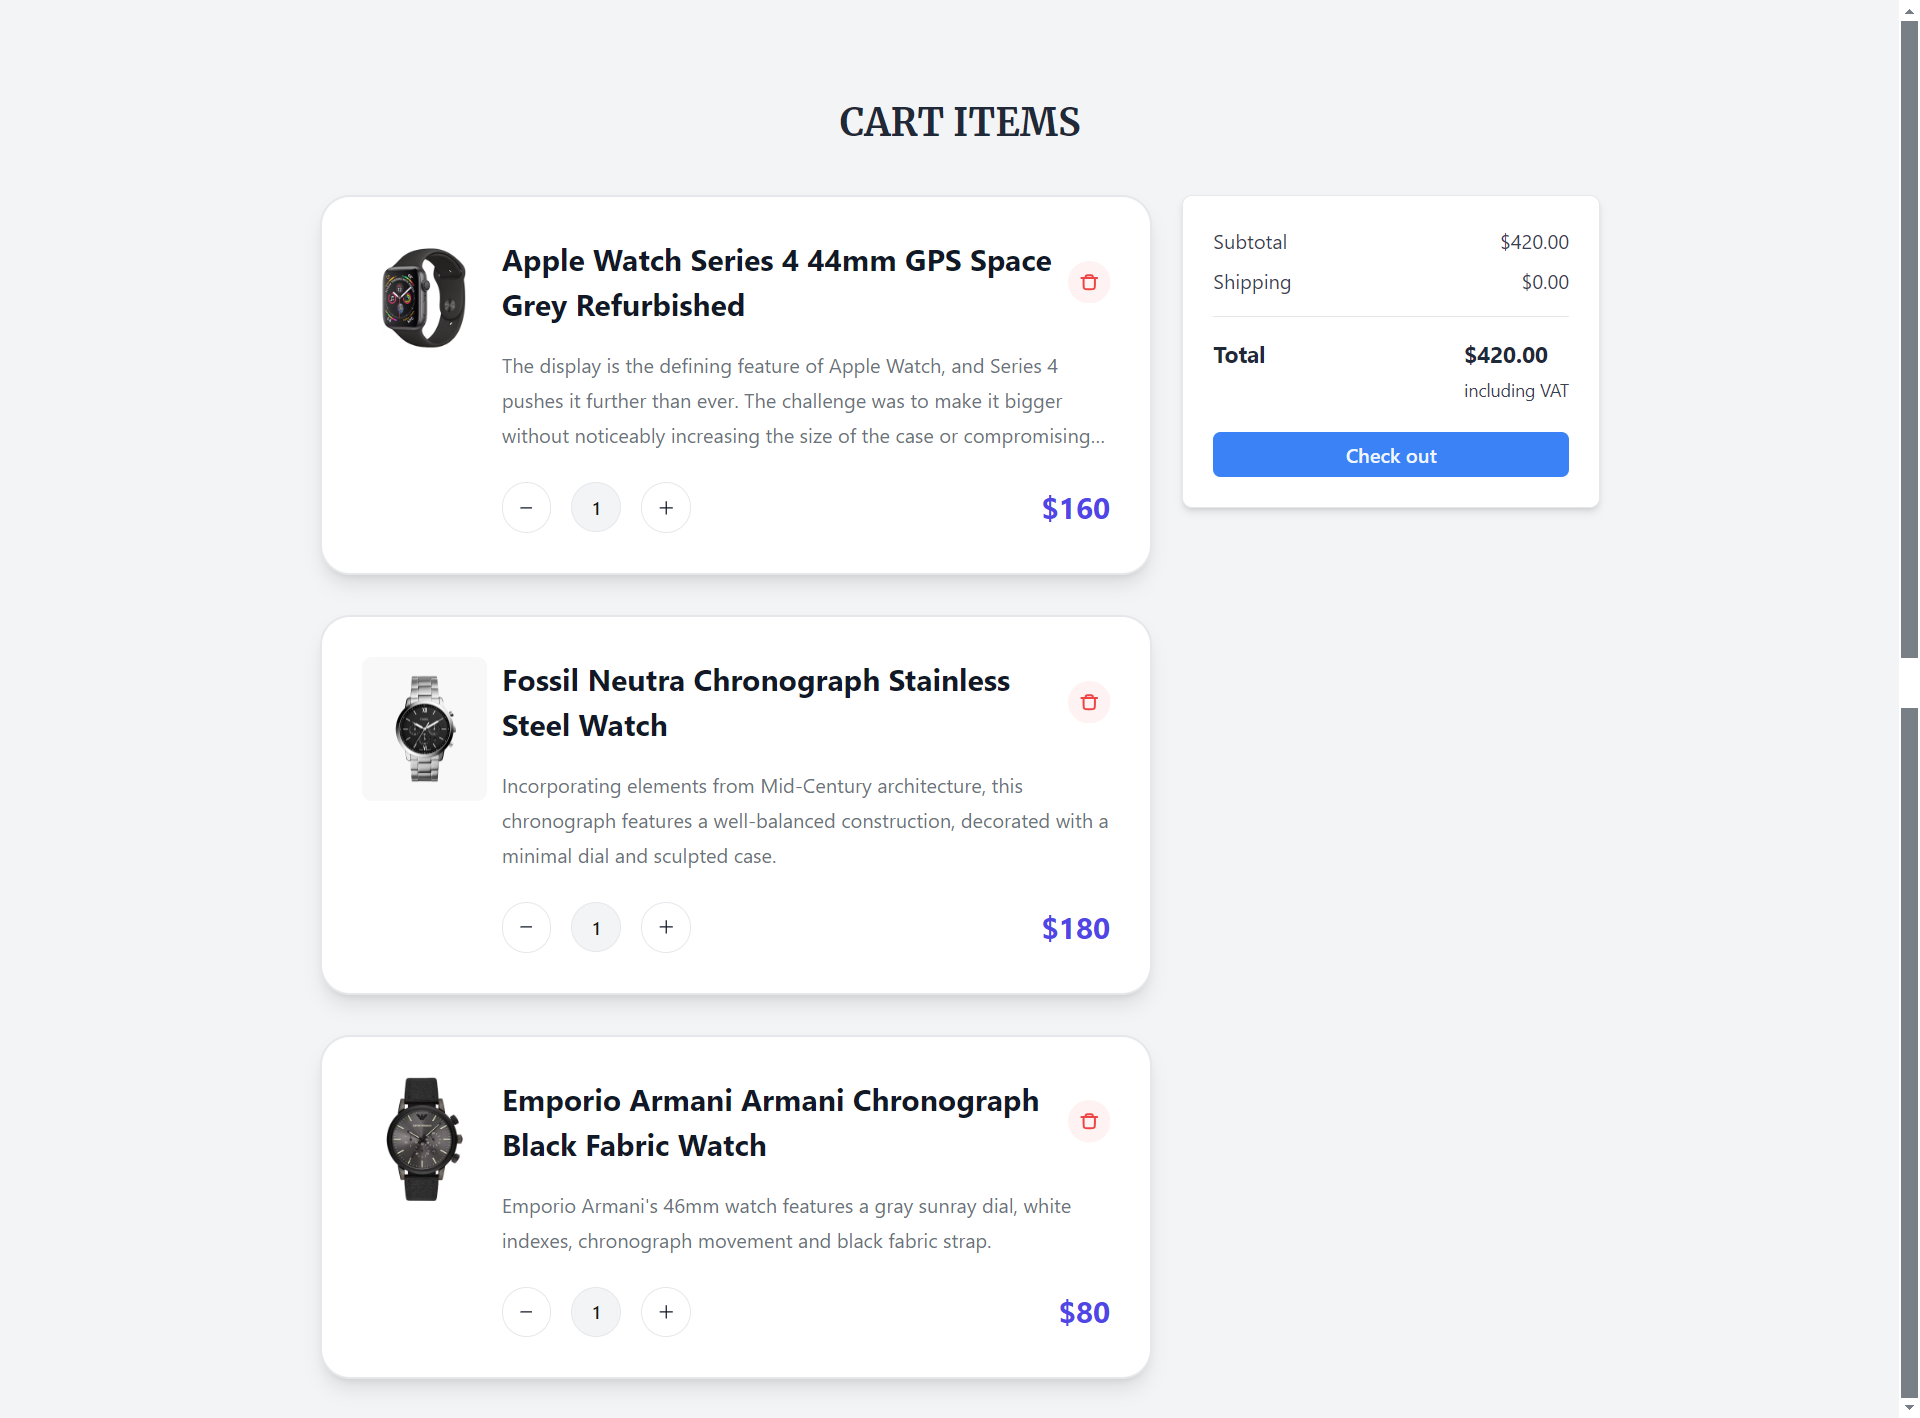 CART ITEMS
Apple Watch Series 4 44mm GPS Space
Grey Refurbished
The display is the defining feature of Apple Watch, and Series 4
pushes it further than ever. The challenge was to make it bigger
without noticeably increasing the size of the case or compromising...
− 1 + $160
Fossil Neutra Chronograph Stainless
Steel Watch
Incorporating elements from Mid-Century architecture, this
chronograph features a well-balanced construction, decorated with a
minimal dial and sculpted case.
− 1 + $180
Emporio Armani Armani Chronograph
Black Fabric Watch
Emporio Armani's 46mm watch features a gray sunray dial, white
indexes, chronograph movement and black fabric strap.
− 1 + $80
Subtotal $420.00
Shipping $0.00
Total $420.00
including VAT
Check out